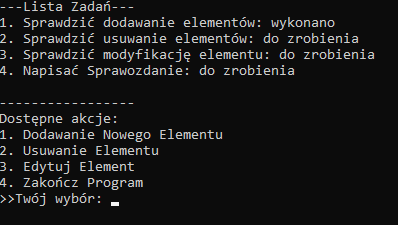 ---Lista Zadań---
1. Sprawdzić dodawanie elementów: wykonano
2. Sprawdzić usuwanie elementów: do zrobienia
3. Sprawdzić modyfikację elementu: do zrobienia
4. Napisać Sprawozdanie: do zrobienia
-----------------
Dostępne akcje:
1. Dodawanie Nowego Elementu
2. Usuwanie Elementu
3. Edytuj Element
4. Zakończ Program
>>Twój wybór: _